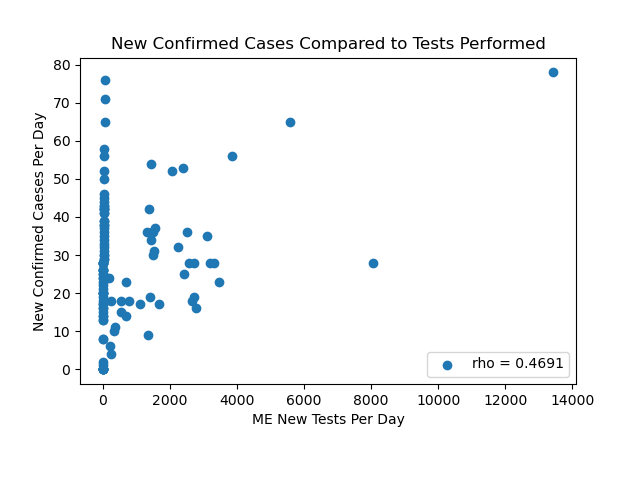 New Confirmed Cases Compared to Tests Performed
New Confirmed Caeses Per Day
80
70
60
50
40
30
20
10
0
rho = 0.4691
0 2000 4000 6000 8000 10000 12000 14000
ME New Tests Per Day